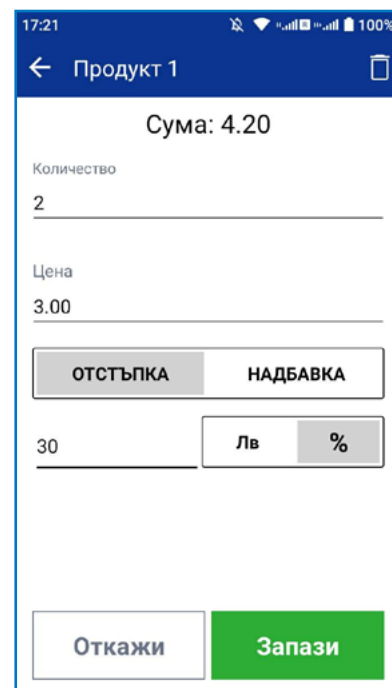 17:21 100%
Продукт 1
Сума: 4.20
Количество
2
Цена
3.00
ОТСТЪПКА НАДБАВКА
30 Лв %
Откажи Запази